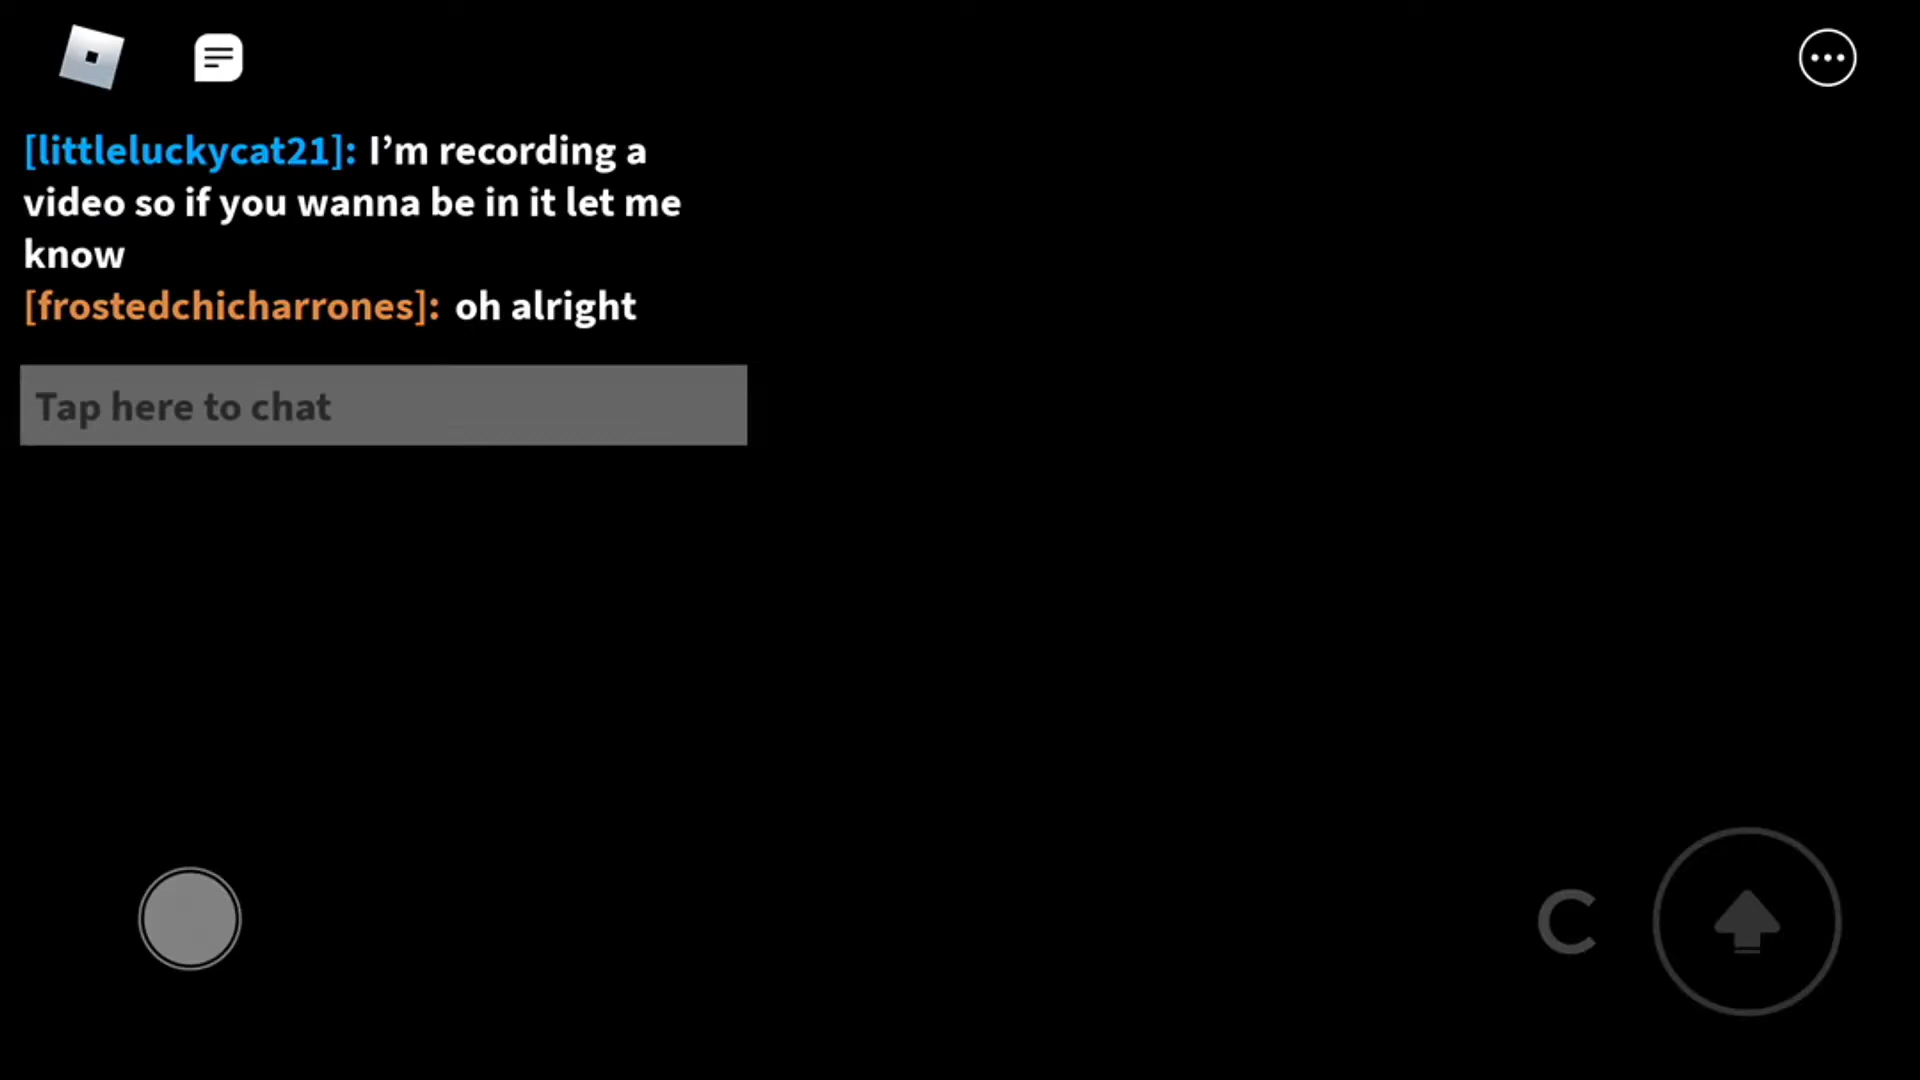 [littleluckycat21]: I’m recording a
video so if you wanna be in it let me
know
[frostedchicharrones]: oh alright
Tap here to chat
C